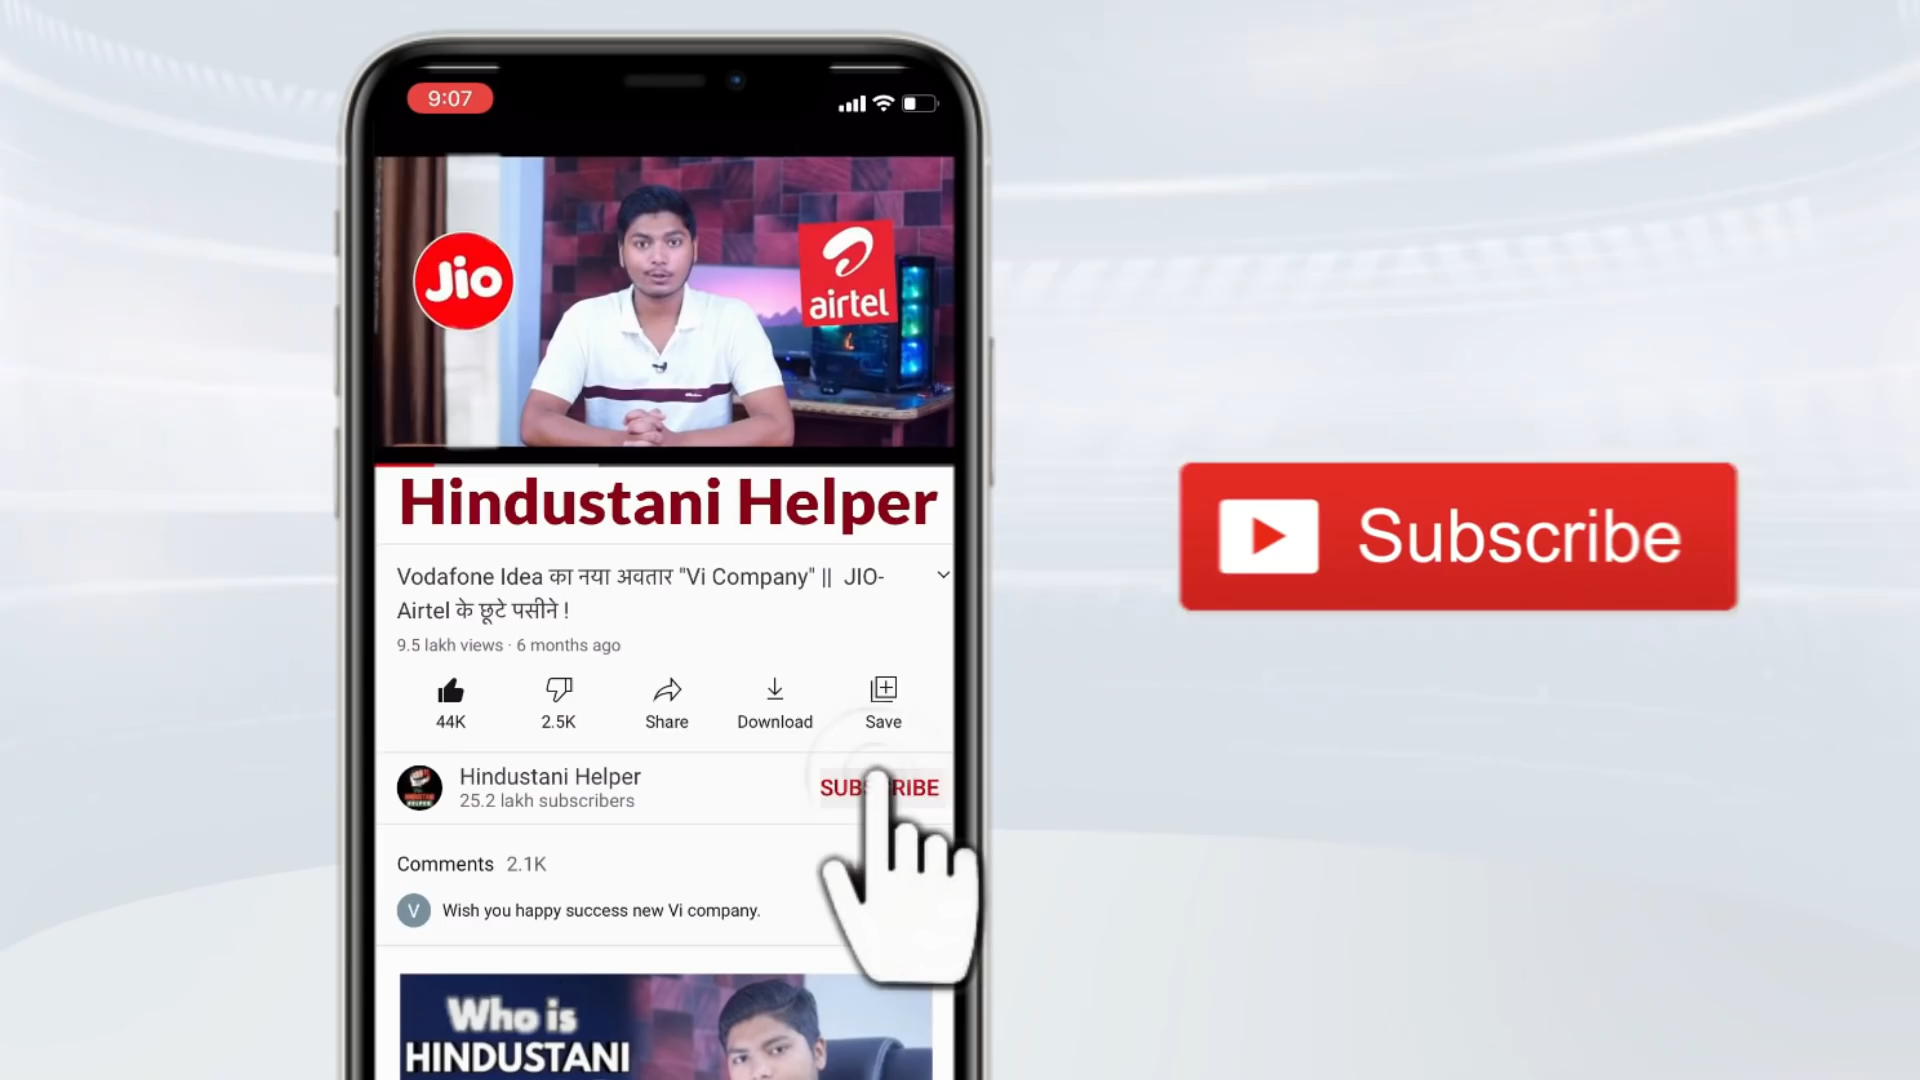 9:07
Jio
airtel
Hindustani Helper
Vodafone Idea का नया अवतार "Vi Company" || JIO-
Airtel के छूटे पसीने !
9.5 lakh views · 6 months ago
44K
2.5K
Share
Download
Save
Hindustani Helper
25.2 lakh subscribers
SUBSCRIBE
Comments 2.1K
V
Wish you happy success new Vi company.
Who is
HINDUSTANI
Subscribe